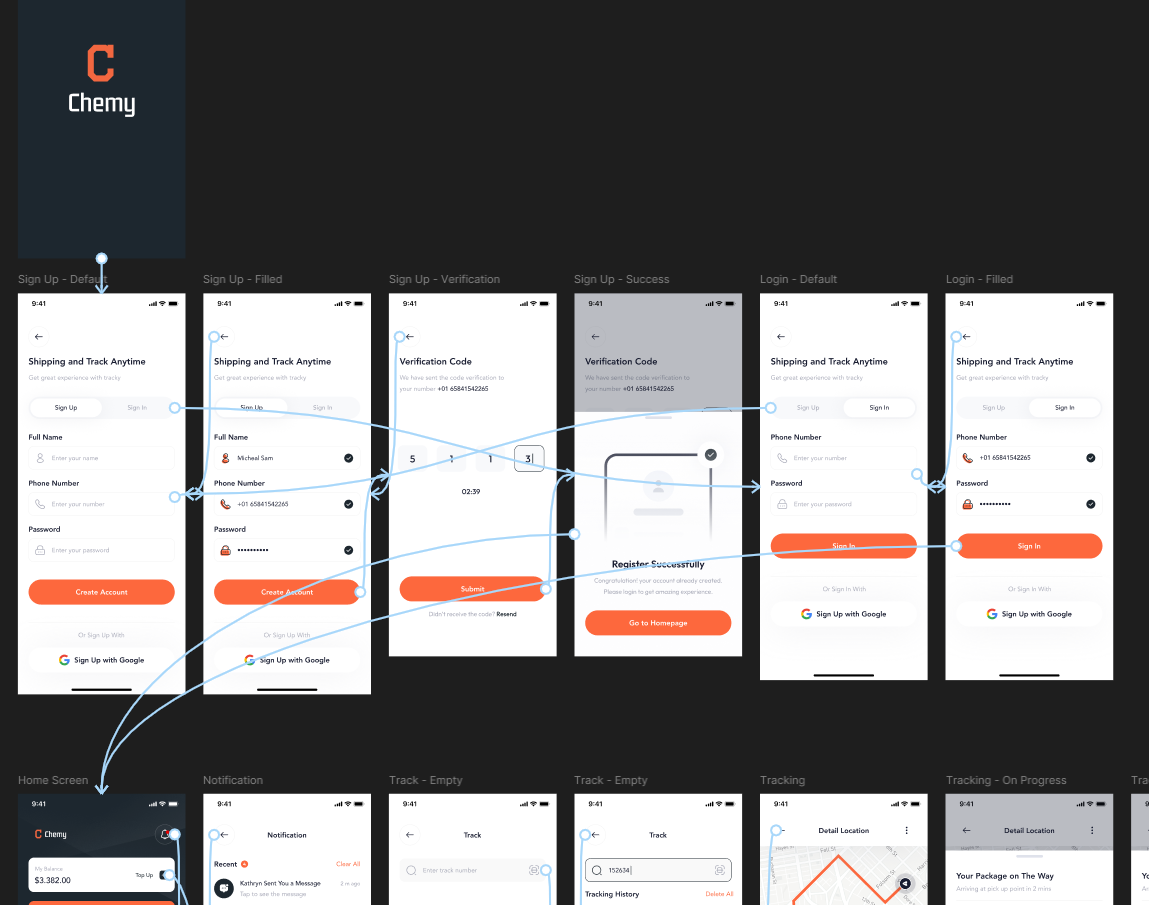 Chemy
Sign Up - Default
Sign Up - Filled
Sign Up - Verification
Sign Up - Success
Login - Default
Login - Filled
9:41
Shipping and Track Anytime
Get great experience with tracky
Sign Up
Sign In
Full Name
Enter your name
Phone Number
Enter your number
Password
Enter your password
Create Account
Or Sign Up With
Sign Up with Google
9:41
Shipping and Track Anytime
Get great experience with tracky
Sign Up
Sign In
Full Name
Micheal Sam
Phone Number
+01 65841542265
Password
Create Account
Or Sign Up With
Sign Up with Google
9:41
Verification Code
We have sent the code verification to
your number +01 65841542265
5 1 1 3
02:39
Submit
Didn't receive the code? Resend
9:41
Verification Code
We have sent the code verification to
your number +01 65841542265
Register Successfully
Congratulation! your account already created.
Please login to get amazing experience.
Go to Homepage
9:41
Shipping and Track Anytime
Get great experience with tracky
Sign Up
Sign In
Phone Number
Enter your number
Password
Enter your password
Sign In
Or Sign In With
Sign Up with Google
9:41
Shipping and Track Anytime
Get great experience with tracky
Sign Up
Sign In
Phone Number
+01 65841542265
Password
Sign In
Or Sign In With
Sign Up with Google
Home Screen
Notification
Track - Empty
Track - Empty
Tracking
Tracking - On Progress
9:41
Chemy
My Balance
$3.382.00
Top Up
9:41
Notification
Recent
Clear All
Kathryn Sent You a Message
2 m ago
Tap to see the message
9:41
Track
Enter track number
9:41
Track
152634
Tracking History
Delete All
9:41
Detail Location
Fell St
Folsom St
9:41
Detail Location
Your Package on The Way
Arriving at pick up point in 2 mins